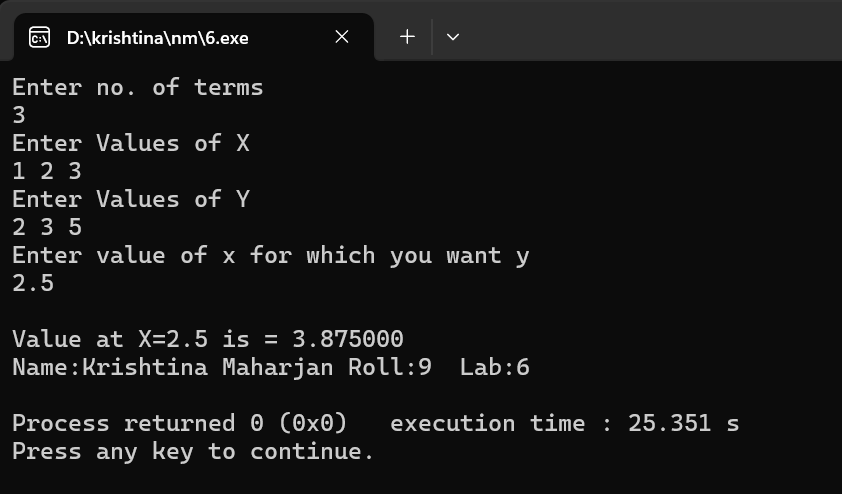 D:\krishtina\nm\6.exe
Enter no. of terms
3
Enter Values of X
1 2 3
Enter Values of Y
2 3 5
Enter value of x for which you want y
2.5
Value at X=2.5 is = 3.875000
Name:Krishtina Maharjan Roll:9  Lab:6
Process returned 0 (0x0)   execution time : 25.351 s
Press any key to continue.